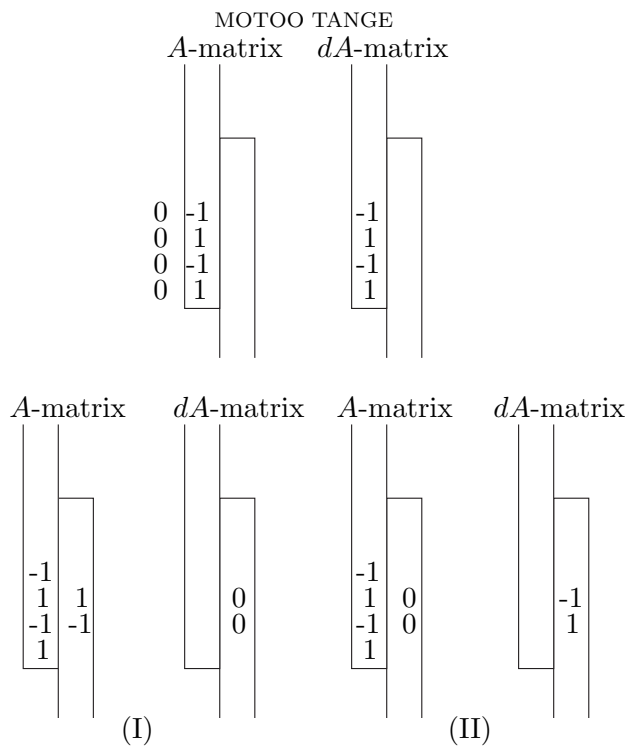 MOTOO TANGE
A-matrix dA-matrix
0 -1 -1
0 1 1
0 -1 -1
0 1 1
A-matrix dA-matrix A-matrix dA-matrix
-1 -1
1 1 0 1 0 -1
-1 -1 0 -1 0 1
1 1
(I) (II)